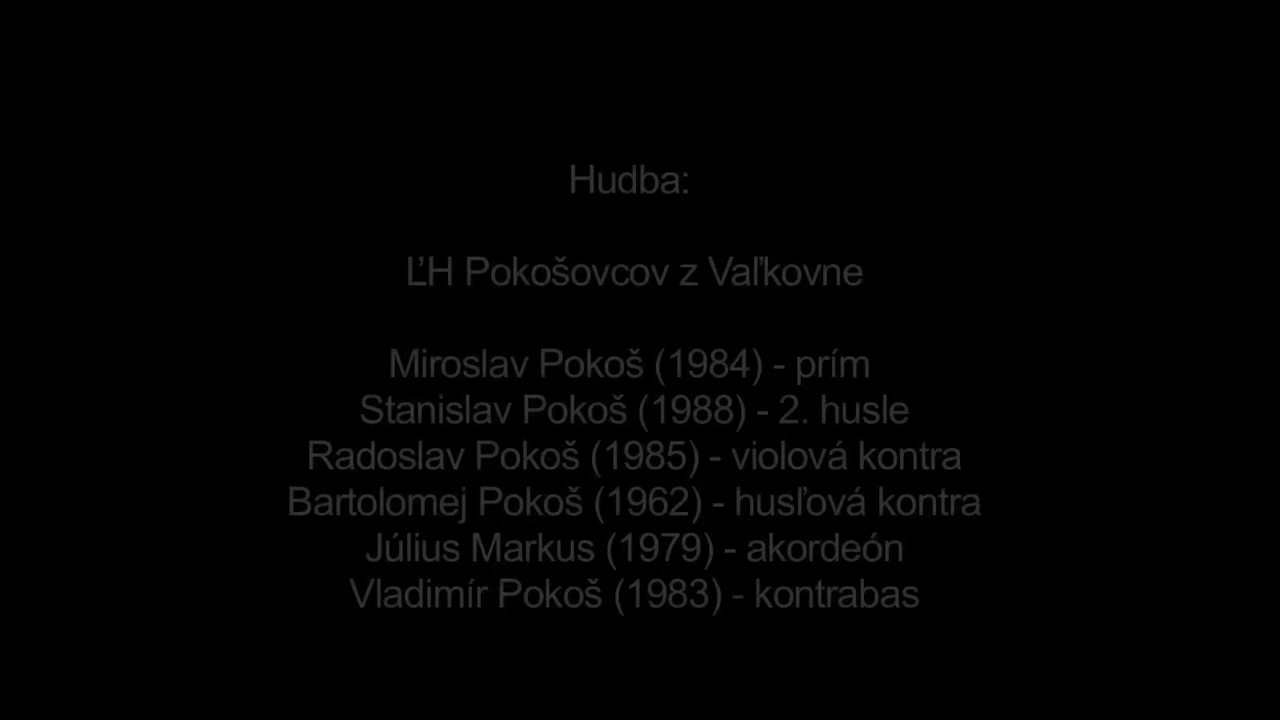 Hudba:
ĽH Pokošovcov z Vaľkovne
Miroslav Pokoš (1984) - prím
Stanislav Pokoš (1988) - 2. husle
Radoslav Pokoš (1985) - violová kontra
Bartolomej Pokoš (1962) - husľová kontra
Július Markus (1979) - akordeón
Vladimír Pokoš (1983) - kontrabas